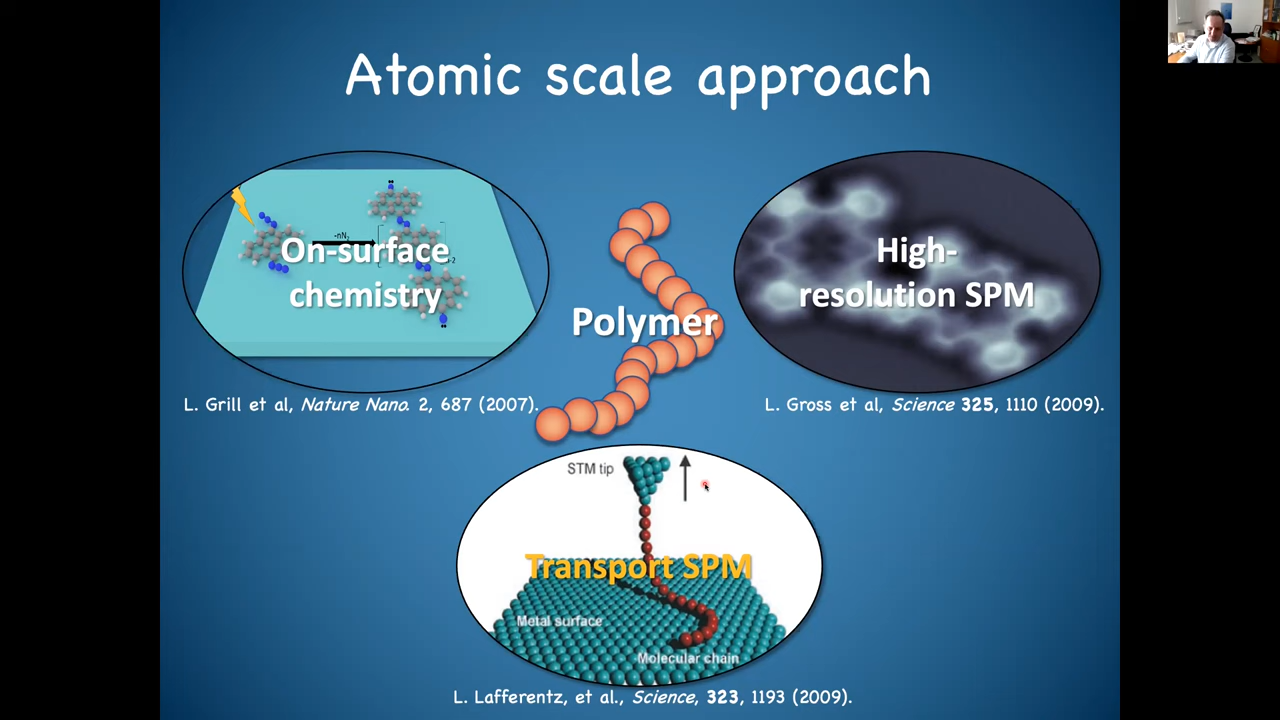 Atomic scale approach
-nN2
On-surface
chemistry
Polymer
High-
resolution SPM
L. Grill et al, Nature Nano. 2, 687 (2007).
L. Gross et al, Science 325, 1110 (2009).
STM tip
Transport SPM
Metal surface
Molecular chain
L. Lafferentz, et al., Science, 323, 1193 (2009).